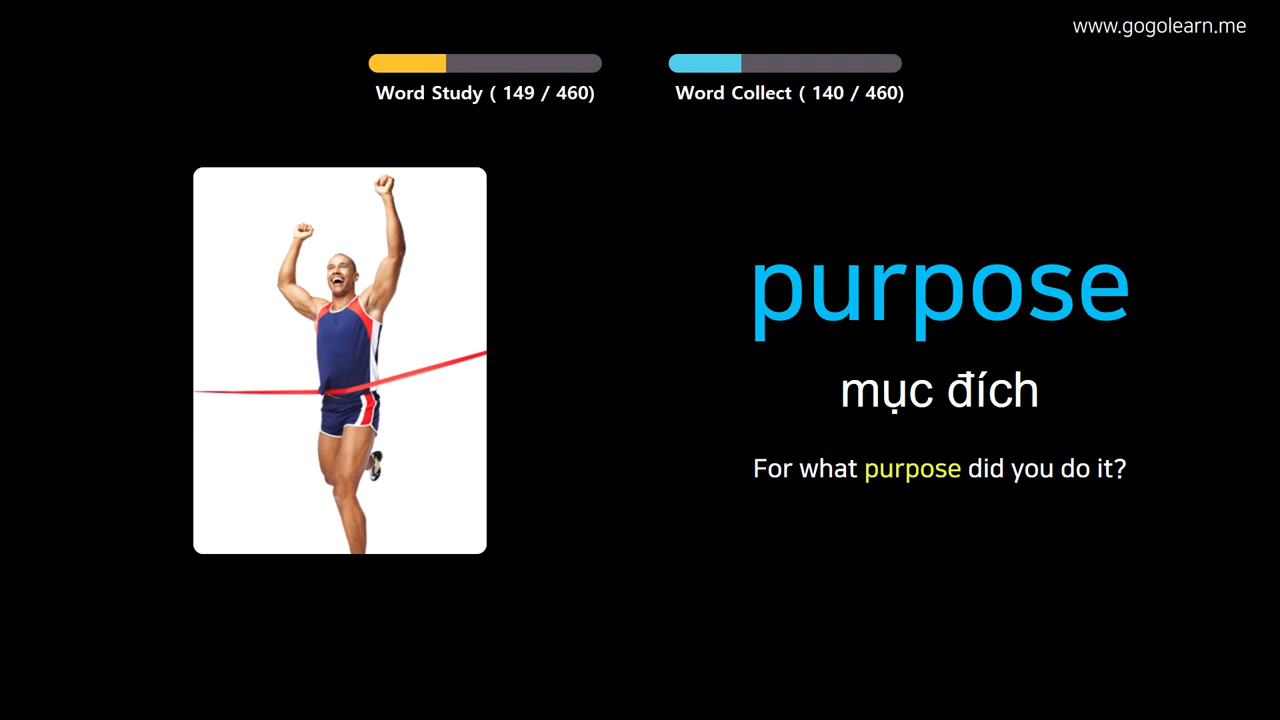 www.gogolearn.me
Word Study ( 149 / 460)
Word Collect ( 140 / 460)
purpose
mục đích
For what purpose did you do it?